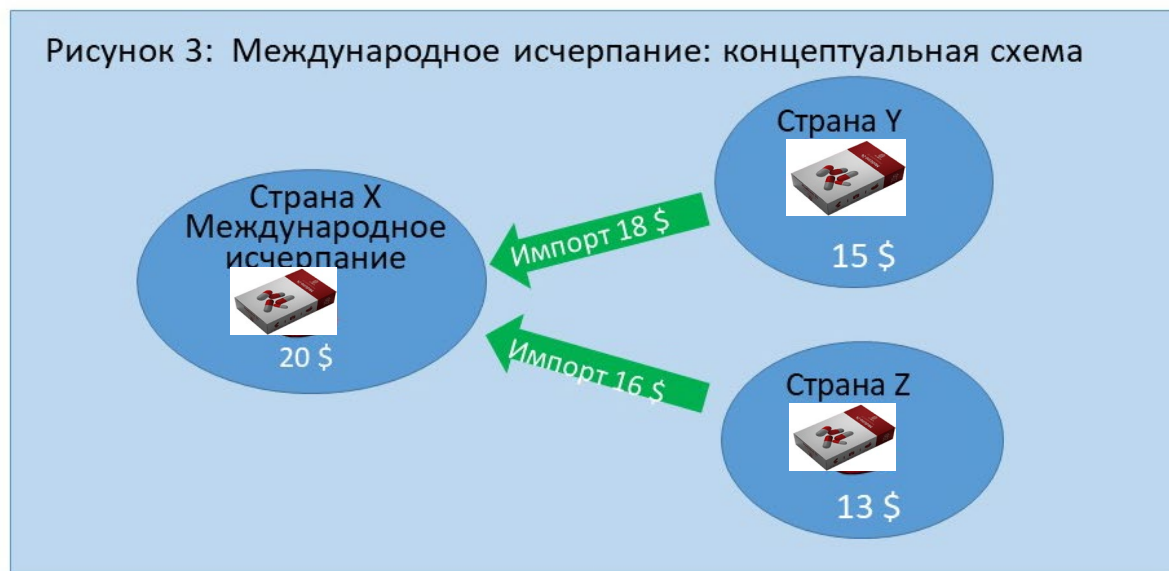 Рисунок 3: Международное исчерпание: концептуальная схема
Страна Y
15 $
Страна X
Международное
исчерпание
20 $
Импорт 18 $
Импорт 16 $
Страна Z
13 $